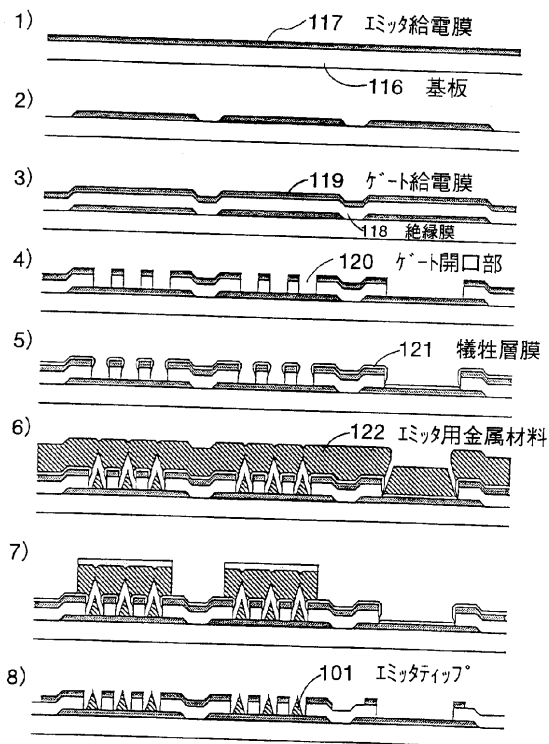 1)
117 エミッタ給電膜
116 基板
2)
3)
119 ゲート給電膜
118 絶縁膜
4)
120 ゲート開口部
5)
121 犠牲層膜
6)
122 エミッタ用金属材料
7)
8)
101 エミッタティップ